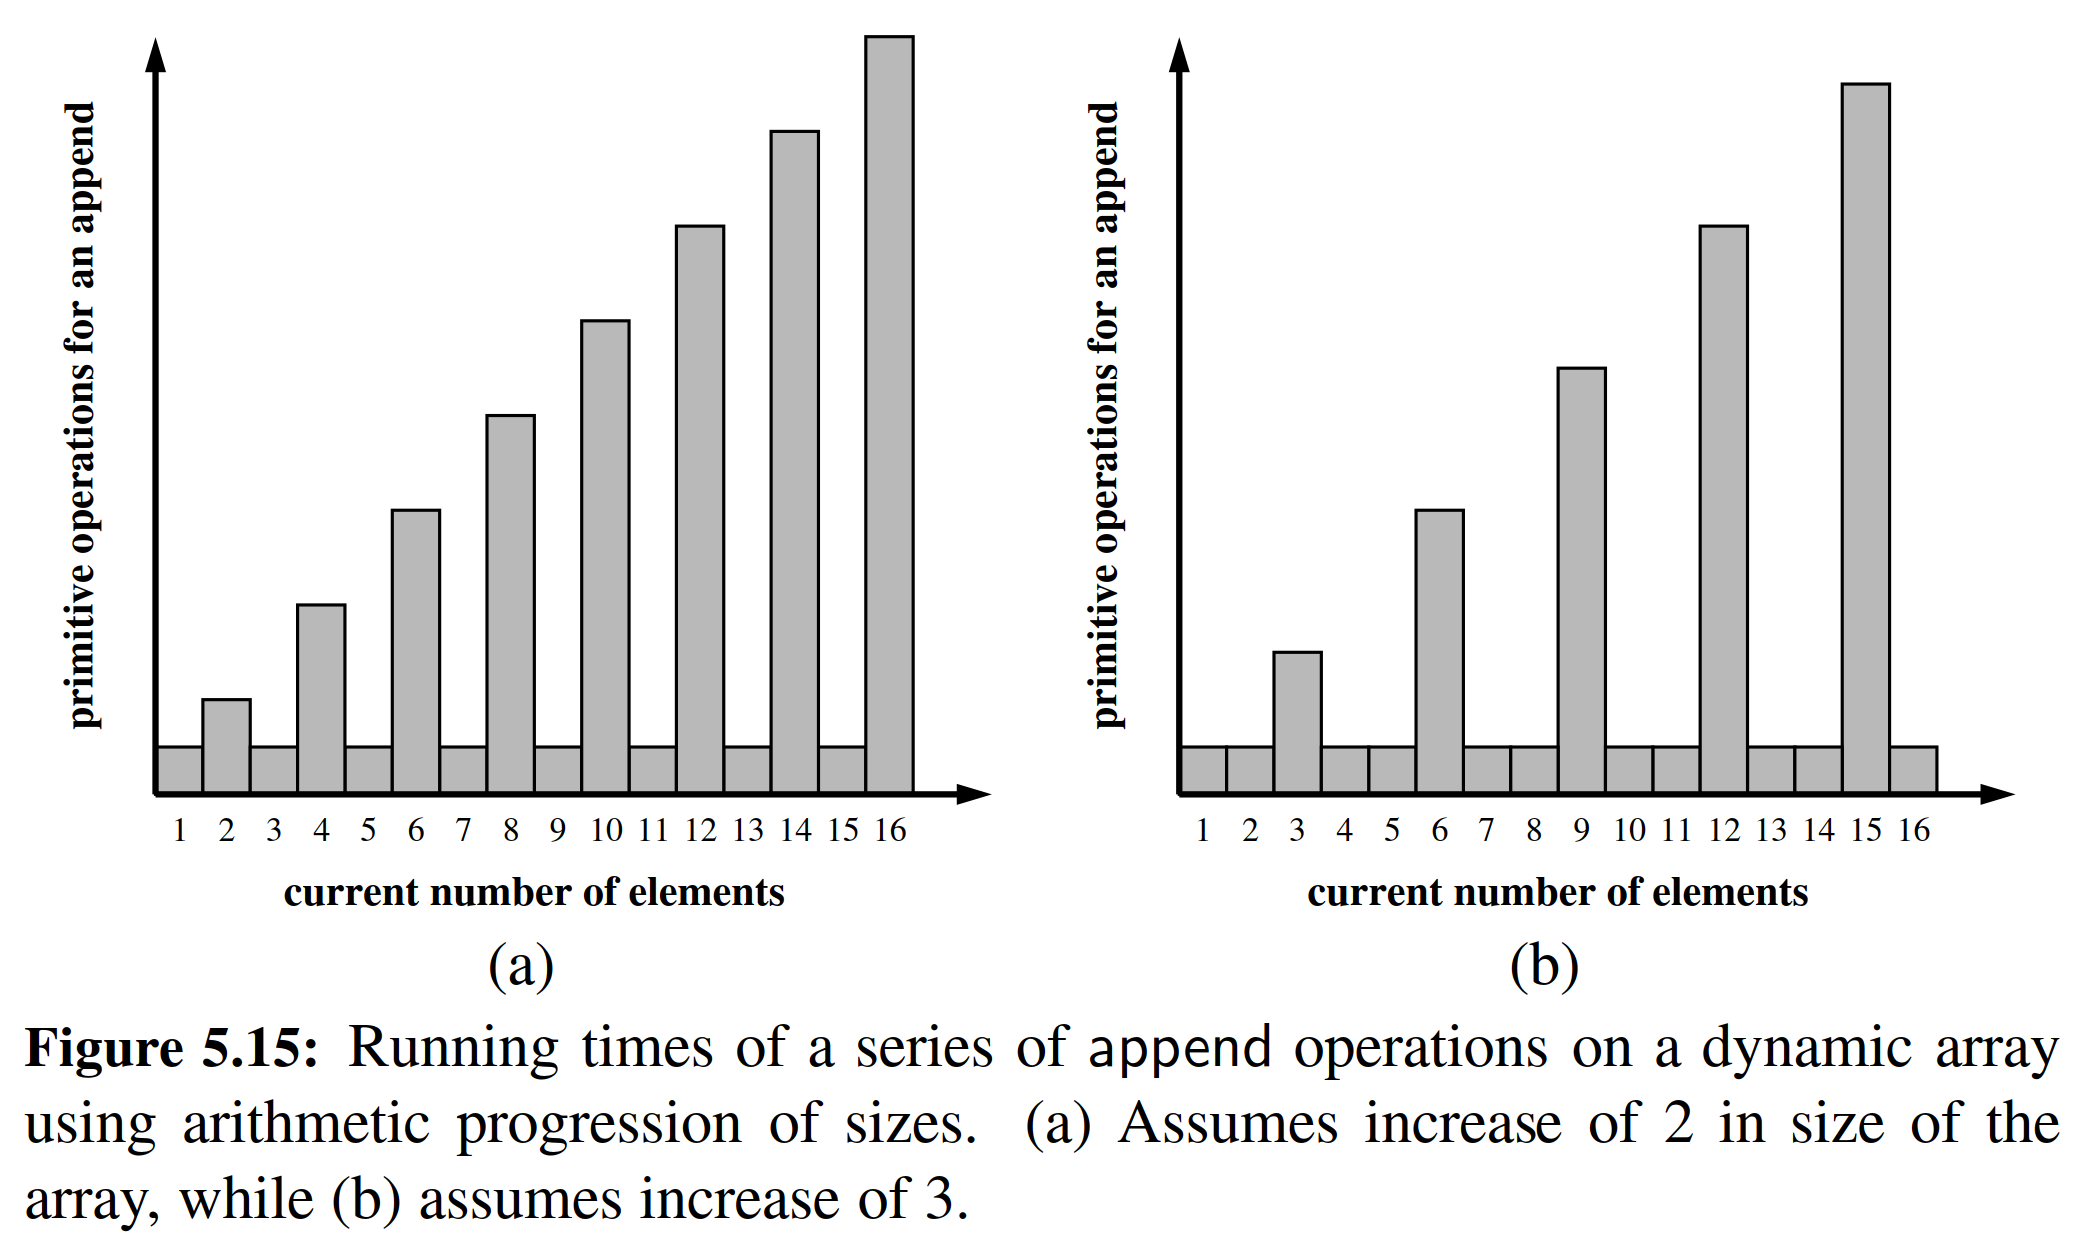 primitive operations for an append
1 2 3 4 5 6 7 8 9 10 11 12 13 14 15 16
current number of elements
(a)
primitive operations for an append
1 2 3 4 5 6 7 8 9 10 11 12 13 14 15 16
current number of elements
(b)
Figure 5.15: Running times of a series of append operations on a dynamic array
using arithmetic progression of sizes. (a) Assumes increase of 2 in size of the
array, while (b) assumes increase of 3.